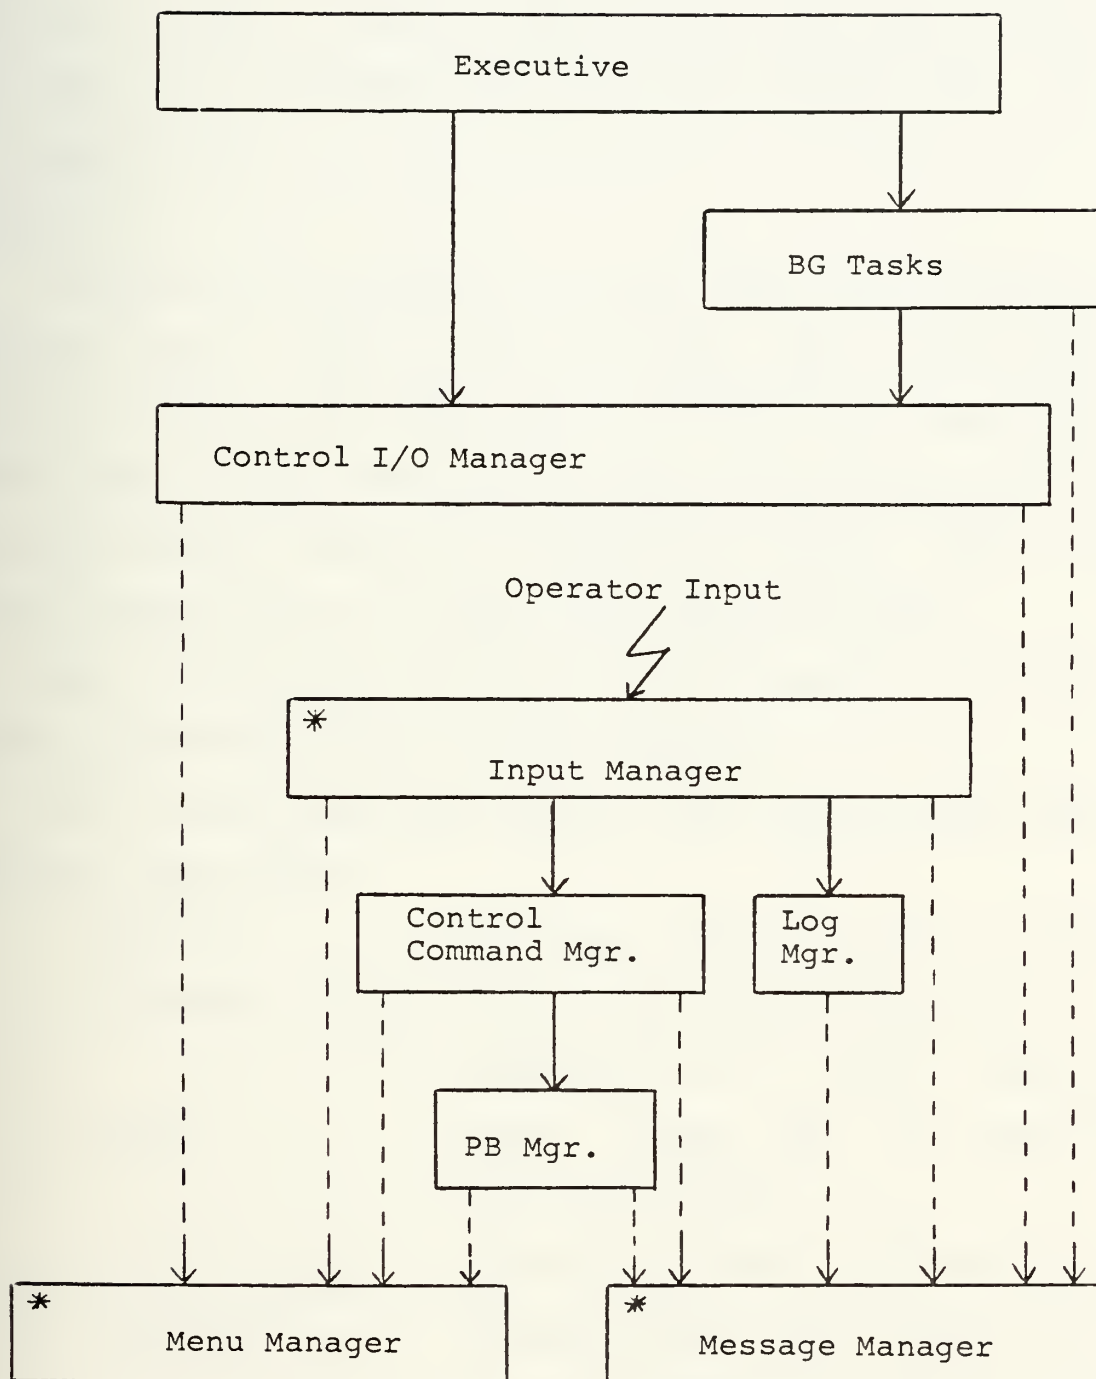 Executive
BG Tasks
Control I/O Manager
Operator Input
*
Input Manager
Control
Command Mgr.
Log
Mgr.
PB Mgr.
*
Menu Manager
*
Message Manager